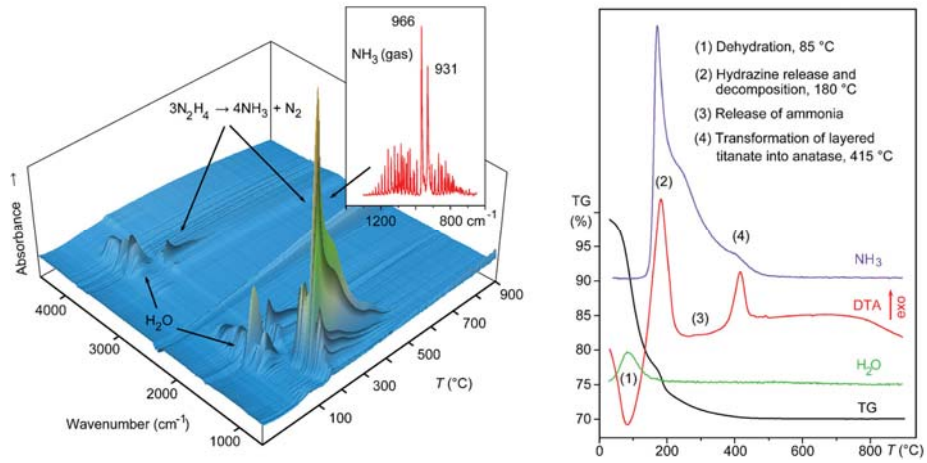 966
NH3 (gas)
931
1200
800
cm-1
3N2H4 → 4NH3 + N2
H2O
Absorbance →
4000
3000
2000
1000
Wavenumber (cm-1)
100
300
500
700
900
T (°C)
(1) Dehydration, 85 °C
(2) Hydrazine release and
decomposition, 180 °C
(3) Release of ammonia
(4) Transformation of layered
titanate into anatase, 415 °C
TG
(%)
95
90
85
80
75
70
(2)
(4)
(3)
(1)
NH3
DTA
exo
H2O
TG
0
200
400
600
800
T (°C)